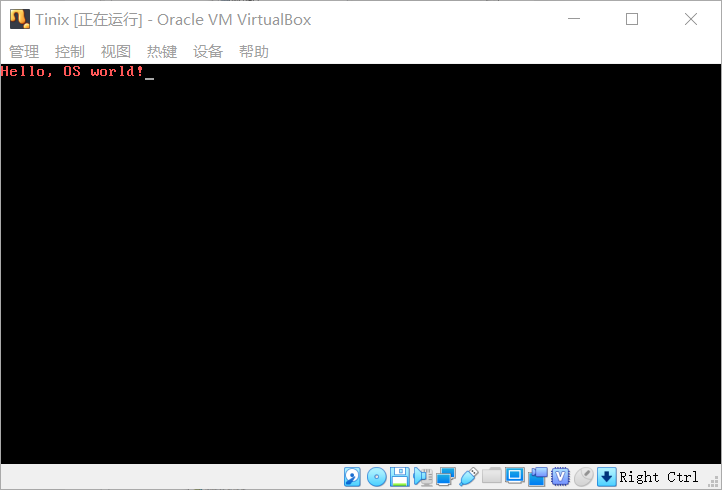 Tinix [正在运行] - Oracle VM VirtualBox
管理 控制 视图 热键 设备 帮助
Hello, OS world!_
Right Ctrl